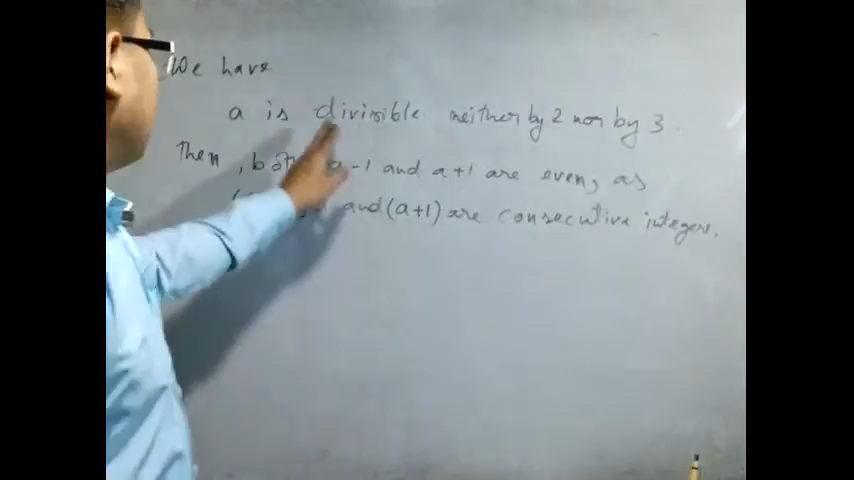 We have
a is divisible neither by 2 nor by 3.
Then, both a-1 and a+1 are even, as
and (a+1) are consecutive integers.